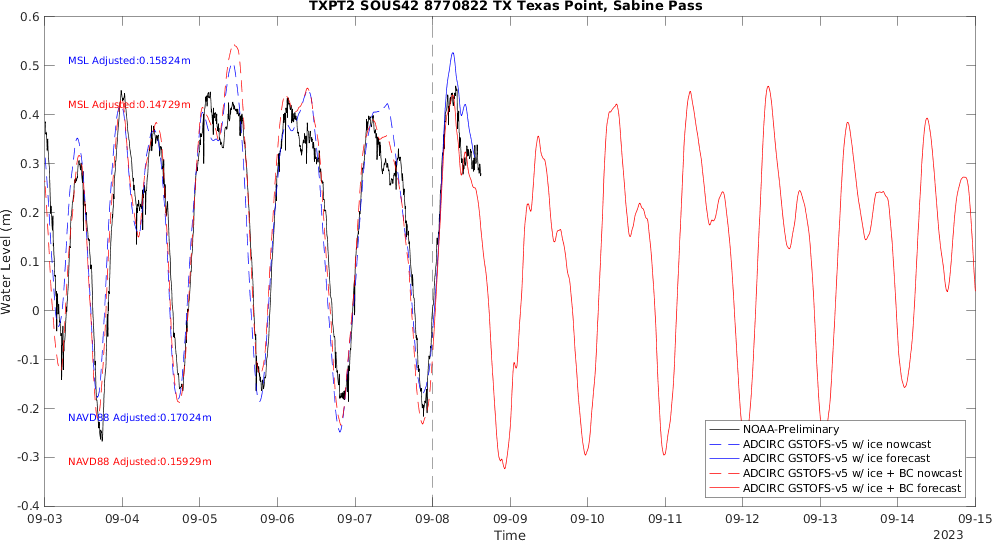 TXPT2 SOUS42 8770822 TX Texas Point, Sabine Pass
0.6
0.5
0.4
0.3
0.2
0.1
0
-0.1
-0.2
-0.3
-0.4
Water Level (m)
MSL Adjusted:0.15824m
MSL Adjusted:0.14729m
NAVD88 Adjusted:0.17024m
NAVD88 Adjusted:0.15929m
NOAA-Preliminary
ADCIRC GSTOFS-v5 w/ ice nowcast
ADCIRC GSTOFS-v5 w/ ice forecast
ADCIRC GSTOFS-v5 w/ ice + BC nowcast
ADCIRC GSTOFS-v5 w/ ice + BC forecast
09-03 09-04 09-05 09-06 09-07 09-08 09-09 09-10 09-11 09-12 09-13 09-14 09-15
Time
2023